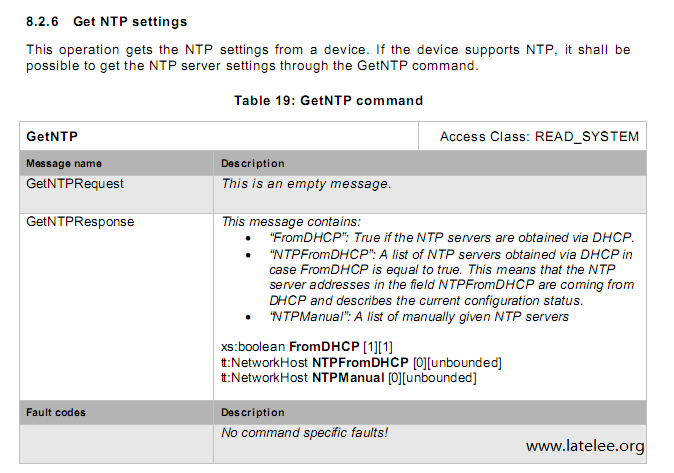 8.2.6 Get NTP settings
This operation gets the NTP settings from a device. If the device supports NTP, it shall be
possible to get the NTP server settings through the GetNTP command.
Table 19: GetNTP command
GetNTP Access Class: READ_SYSTEM
Message name Description
GetNTPRequest This is an empty message.
GetNTPResponse This message contains:
• “FromDHCP”: True if the NTP servers are obtained via DHCP.
• “NTPFromDHCP”: A list of NTP servers obtained via DHCP in
case FromDHCP is equal to true. This means that the NTP
server addresses in the field NTPFromDHCP are coming from
DHCP and describes the current configuration status.
• “NTPManual”: A list of manually given NTP servers
xs:boolean FromDHCP [1][1]
tt:NetworkHost NTPFromDHCP [0][unbounded]
tt:NetworkHost NTPManual [0][unbounded]
Fault codes Description
No command specific faults!
www.latelee.org